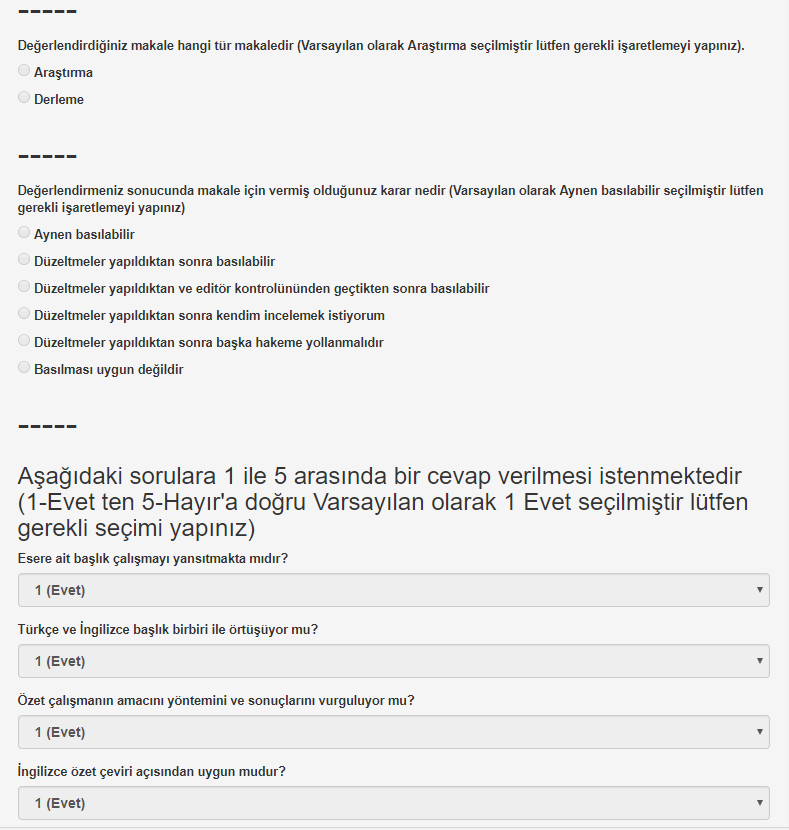 -----
Değerlendirdiğiniz makale hangi tür makaledir (Varsayılan olarak Araştırma seçilmiştir lütfen gerekli işaretlemeyi yapınız).
Araştırma
Derleme
-----
Değerlendirmeniz sonucunda makale için vermiş olduğunuz karar nedir (Varsayılan olarak Aynen basılabilir seçilmiştir lütfen
gerekli işaretlemeyi yapınız)
Aynen basılabilir
Düzeltmeler yapıldıktan sonra basılabilir
Düzeltmeler yapıldıktan ve editör kontrolününden geçtikten sonra basılabilir
Düzeltmeler yapıldıktan sonra kendim incelemek istiyorum
Düzeltmeler yapıldıktan sonra başka hakeme yollanmalıdır
Basılması uygun değildir
-----
Aşağıdaki sorulara 1 ile 5 arasında bir cevap verilmesi istenmektedir
(1-Evet ten 5-Hayır'a doğru Varsayılan olarak 1 Evet seçilmiştir lütfen
gerekli seçimi yapınız)
Esere ait başlık çalışmayı yansıtmakta mıdır?
1 (Evet)
Türkçe ve İngilizce başlık birbiri ile örtüşüyor mu?
1 (Evet)
Özet çalışmanın amacını yöntemini ve sonuçlarını vurguluyor mu?
1 (Evet)
İngilizce özet çeviri açısından uygun mudur?
1 (Evet)